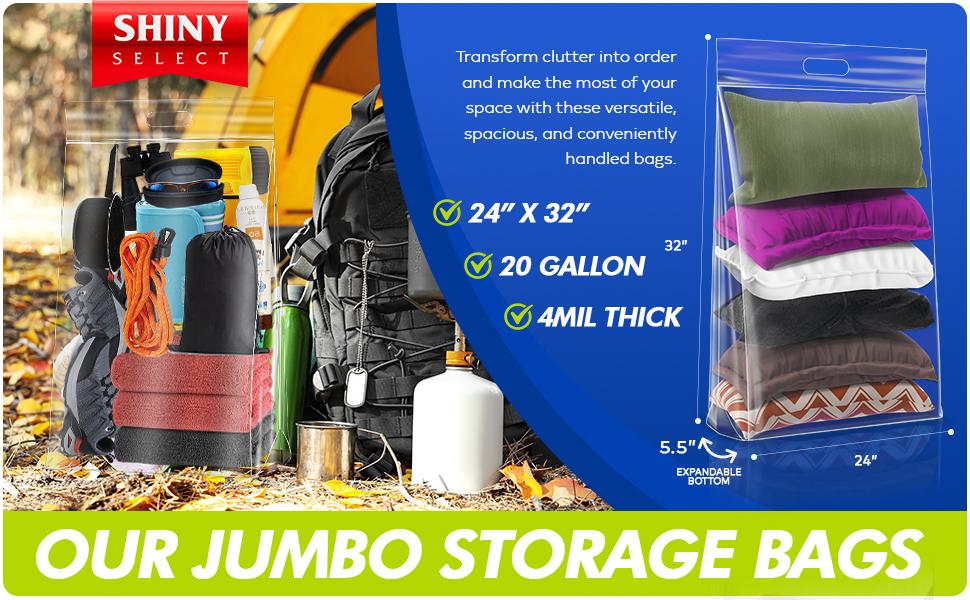 SHINY
SELECT
Transform clutter into order
and make the most of your
space with these versatile,
spacious, and conveniently
handled bags.
24" X 32"
20 GALLON
4MIL THICK
32"
5.5"
EXPANDABLE
BOTTOM
24"
OUR JUMBO STORAGE BAGS